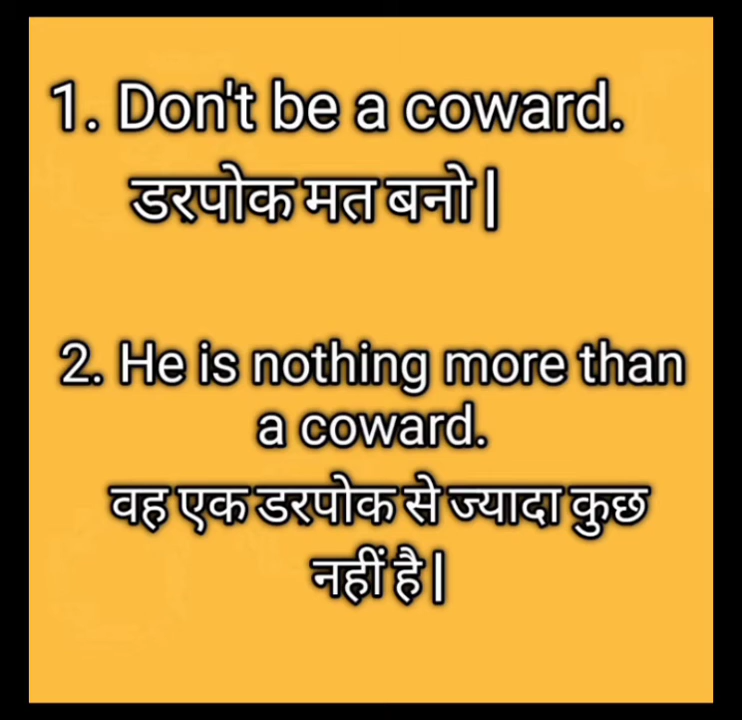 1. Don't be a coward.
डरपोक मत बनो|
2. He is nothing more than
a coward.
वह एक डरपोक से ज्यादा कुछ
नहीं है|